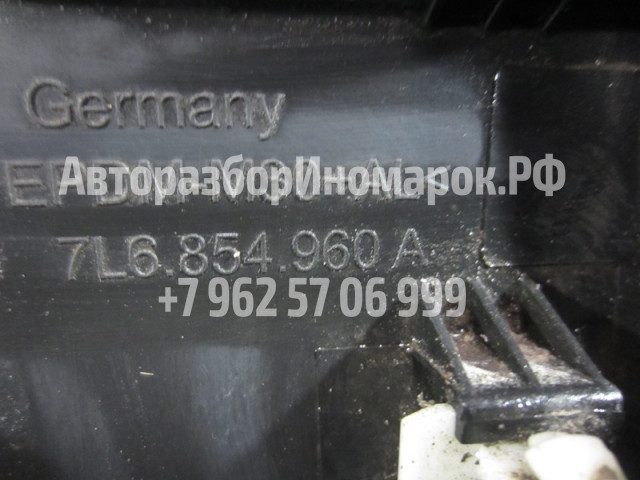 Germany
АвторазборИноМарок.РФ
7L6.854.960 A
+7 962 57 06 999